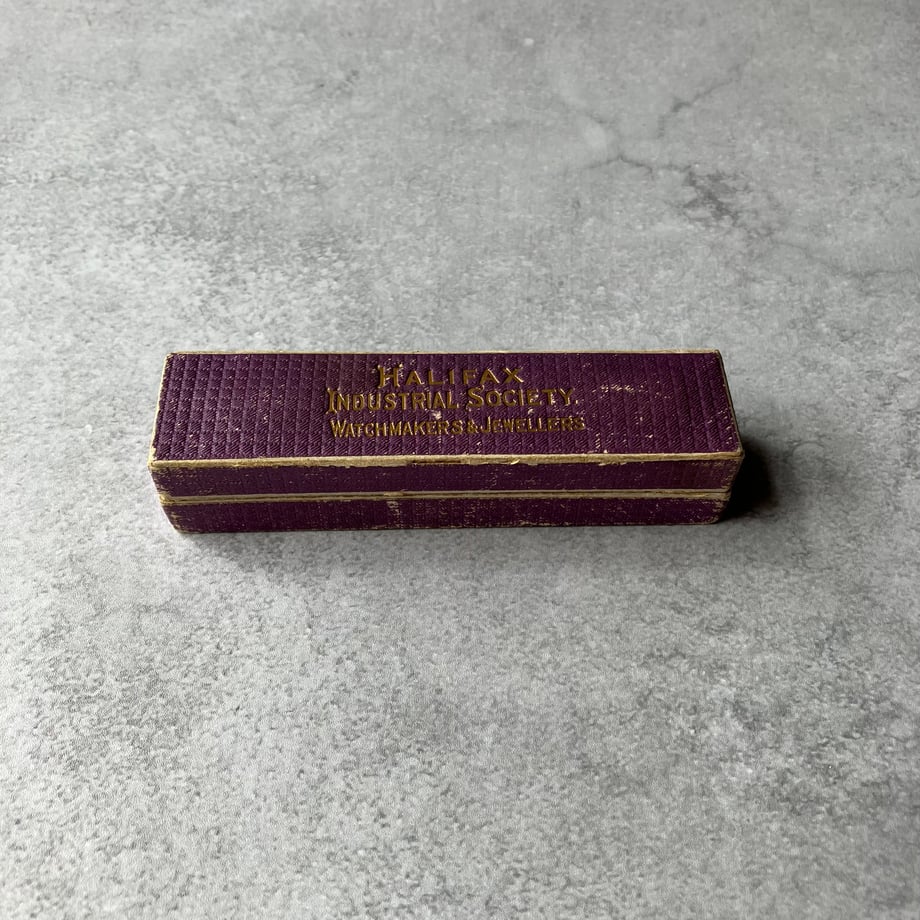 HALIFAX
INDUSTRIAL SOCIETY.
WATCHMAKERS & JEWELLERS